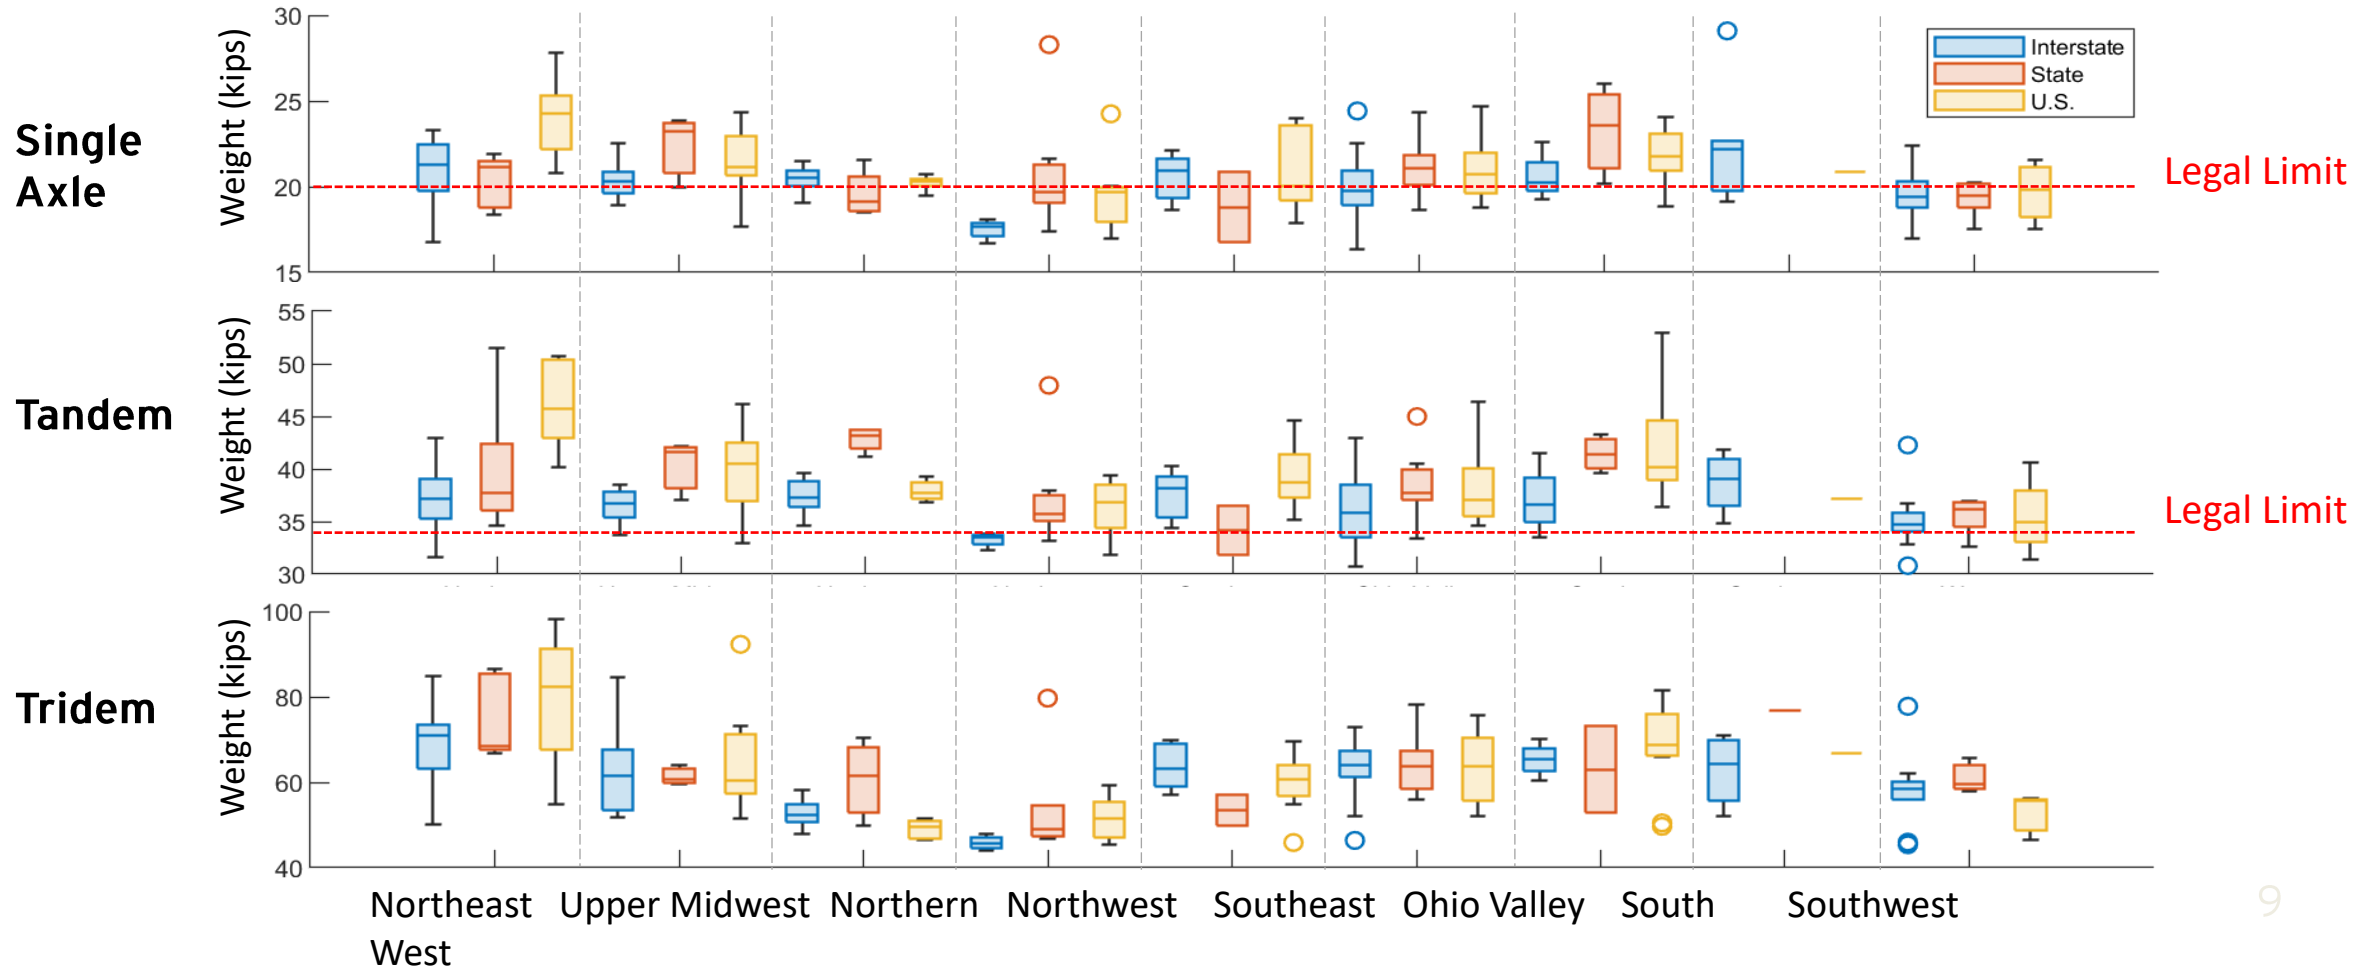 30
25
20
15
Weight (kips)
Single
Axle
Interstate
State
U.S.
Legal Limit
55
50
45
40
35
30
Weight (kips)
Tandem
Legal Limit
100
80
60
40
Weight (kips)
Tridem
Northeast Upper Midwest Northern Northwest Southeast Ohio Valley South Southwest
West
9